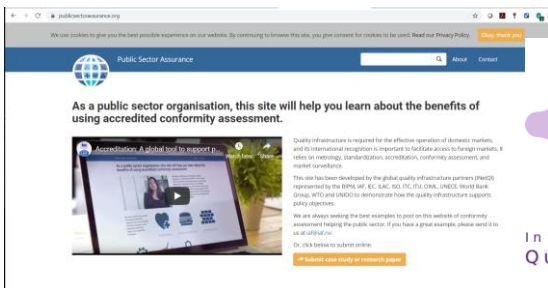 publicsectorassurance.org
We use cookies to give you the best possible experience on our website. By continuing to browse this site, you give consent for cookies to be used. Read our Privacy Policy.
Okay, thank you
Public Sector Assurance
About Contact
As a public sector organisation, this site will help you learn about the benefits of
using accredited conformity assessment.
Accreditation: A global tool to support p...
Watch later Share
Quality infrastructure is required for the effective operation of domestic markets,
and its international recognition is important to facilitate access to foreign markets. It
relies on metrology, standardization, accreditation, conformity assessment, and
market surveillance.
This site has been developed by the global quality infrastructure partners (INetQI)
represented by the BIPM, IAF, IEC, ILAC, ISO, ITC, ITU, OIML, UNECE, World Bank
Group, WTO and UNIDO to demonstrate how the quality infrastructure supports
policy objectives.
We are always seeking the best examples to post on this website of conformity
assessment helping the public sector. If you have a great example, please send it to
us at
Or, click below to submit online.
Submit case study or research paper
In
Qu